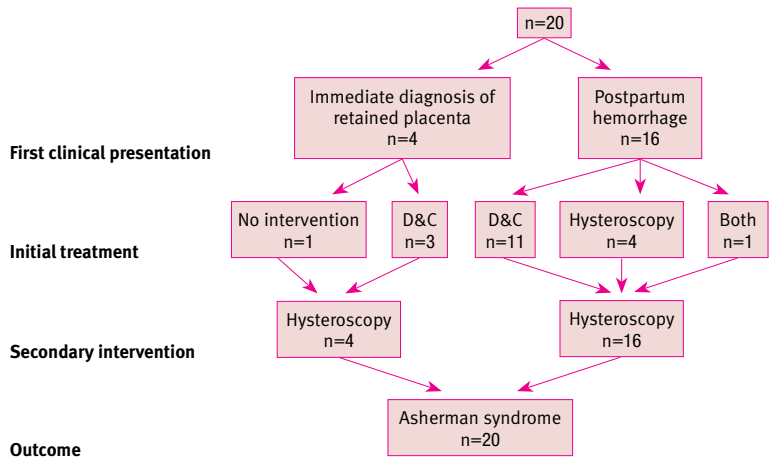 n=20
Immediate diagnosis of
retained placenta
n=4
Postpartum
hemorrhage
n=16
First clinical presentation
No intervention
n=1
D&C
n=3
D&C
n=11
Hysteroscopy
n=4
Both
n=1
Initial treatment
Hysteroscopy
n=4
Hysteroscopy
n=16
Secondary intervention
Asherman syndrome
n=20
Outcome